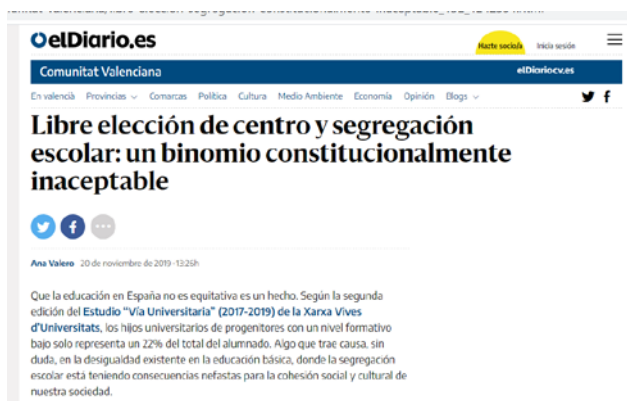 elDiario.es
Hazte socio/a
Inicia sesión
Comunitat Valenciana
elDiariocv.es
En valencià Provincias Comarcas Política Cultura Medio Ambiente Economía Opinión Blogs
Libre elección de centro y segregación
escolar: un binomio constitucionalmente
inaceptable
Ana Valero 20 de noviembre de 2019 - 13:25h
Que la educación en España no es equitativa es un hecho. Según la segunda
edición del Estudio “Vía Universitaria” (2017-2019) de la Xarxa Vives
d’Universitats, los hijos universitarios de progenitores con un nivel formativo
bajo solo representa un 22% del total del alumnado. Algo que trae causa, sin
duda, en la desigualdad existente en la educación básica, donde la segregación
escolar está teniendo consecuencias nefastas para la cohesión social y cultural de
nuestra sociedad.